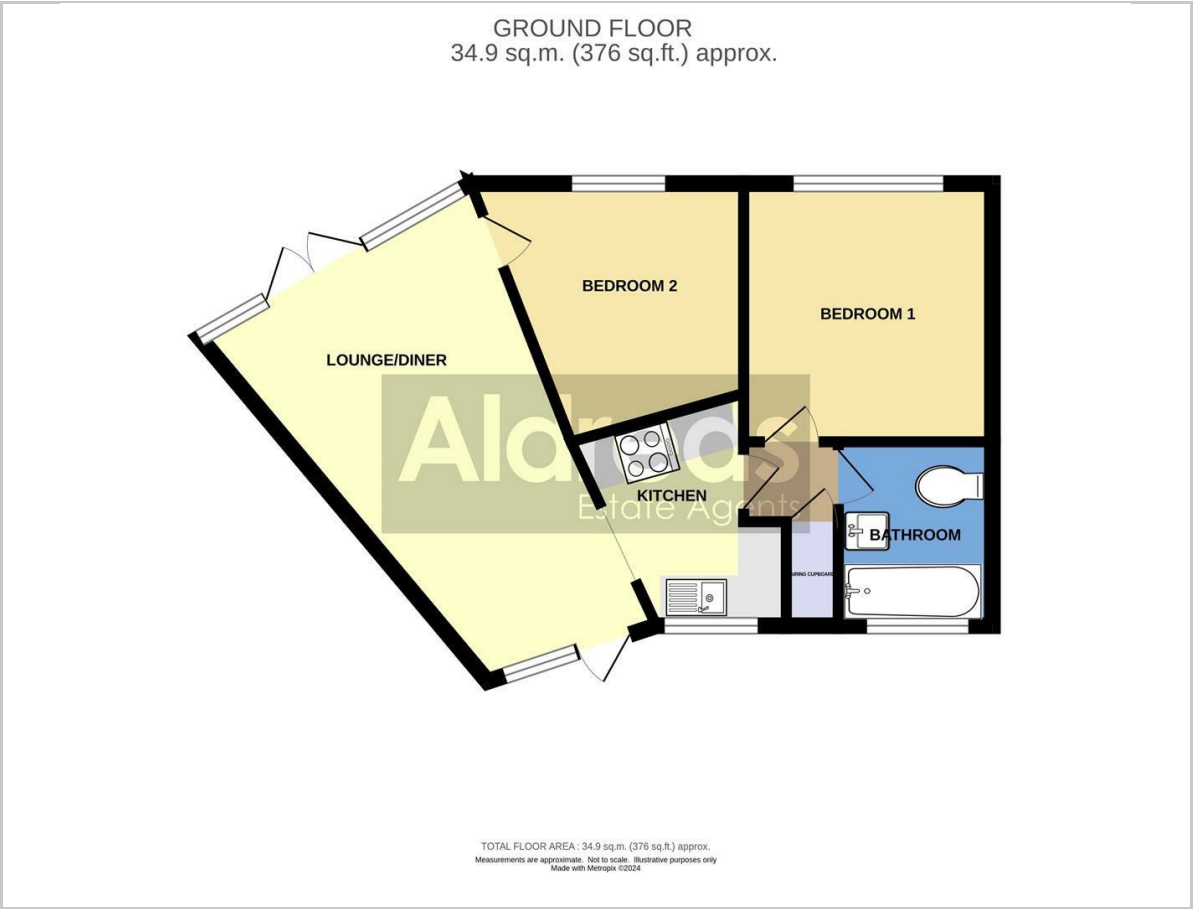 GROUND FLOOR
34.9 sq.m. (376 sq.ft.) approx.
BEDROOM 2
BEDROOM 1
LOUNGE/DINER
Aldreds
Estate Agents
KITCHEN
BATHROOM
AIRING CUPBOARD
TOTAL FLOOR AREA : 34.9 sq.m. (376 sq.ft.) approx.
Measurements are approximate. Not to scale. Illustrative purposes only
Made with Metropix ©2024